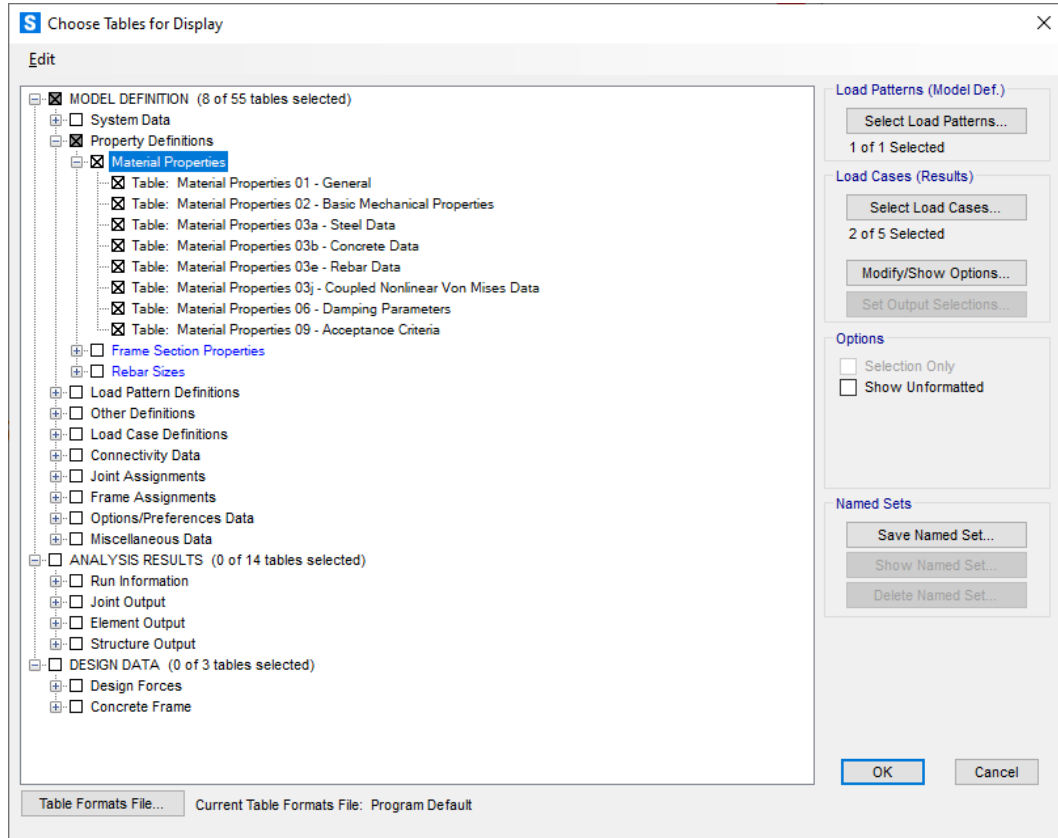 S Choose Tables for Display
Edit
MODEL DEFINITION (8 of 55 tables selected)
System Data
Property Definitions
Material Properties
Table: Material Properties 01 - General
Table: Material Properties 02 - Basic Mechanical Properties
Table: Material Properties 03a - Steel Data
Table: Material Properties 03b - Concrete Data
Table: Material Properties 03e - Rebar Data
Table: Material Properties 03j - Coupled Nonlinear Von Mises Data
Table: Material Properties 06 - Damping Parameters
Table: Material Properties 09 - Acceptance Criteria
Frame Section Properties
Rebar Sizes
Load Pattern Definitions
Other Definitions
Load Case Definitions
Connectivity Data
Joint Assignments
Frame Assignments
Options/Preferences Data
Miscellaneous Data
ANALYSIS RESULTS (0 of 14 tables selected)
Run Information
Joint Output
Element Output
Structure Output
DESIGN DATA (0 of 3 tables selected)
Design Forces
Concrete Frame
Load Patterns (Model Def.)
Select Load Patterns...
1 of 1 Selected
Load Cases (Results)
Select Load Cases...
2 of 5 Selected
Modify/Show Options...
Set Output Selections...
Options
Selection Only
Show Unformatted
Named Sets
Save Named Set...
Show Named Set...
Delete Named Set...
OK
Cancel
Table Formats File...
Current Table Formats File: Program Default